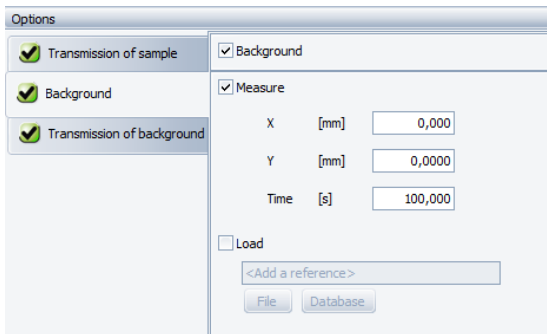 Options
Transmission of sample
Background
Transmission of background
Background
Measure
X [mm] 0,000
Y [mm] 0,0000
Time [s] 100,000
Load
<Add a reference>
File Database